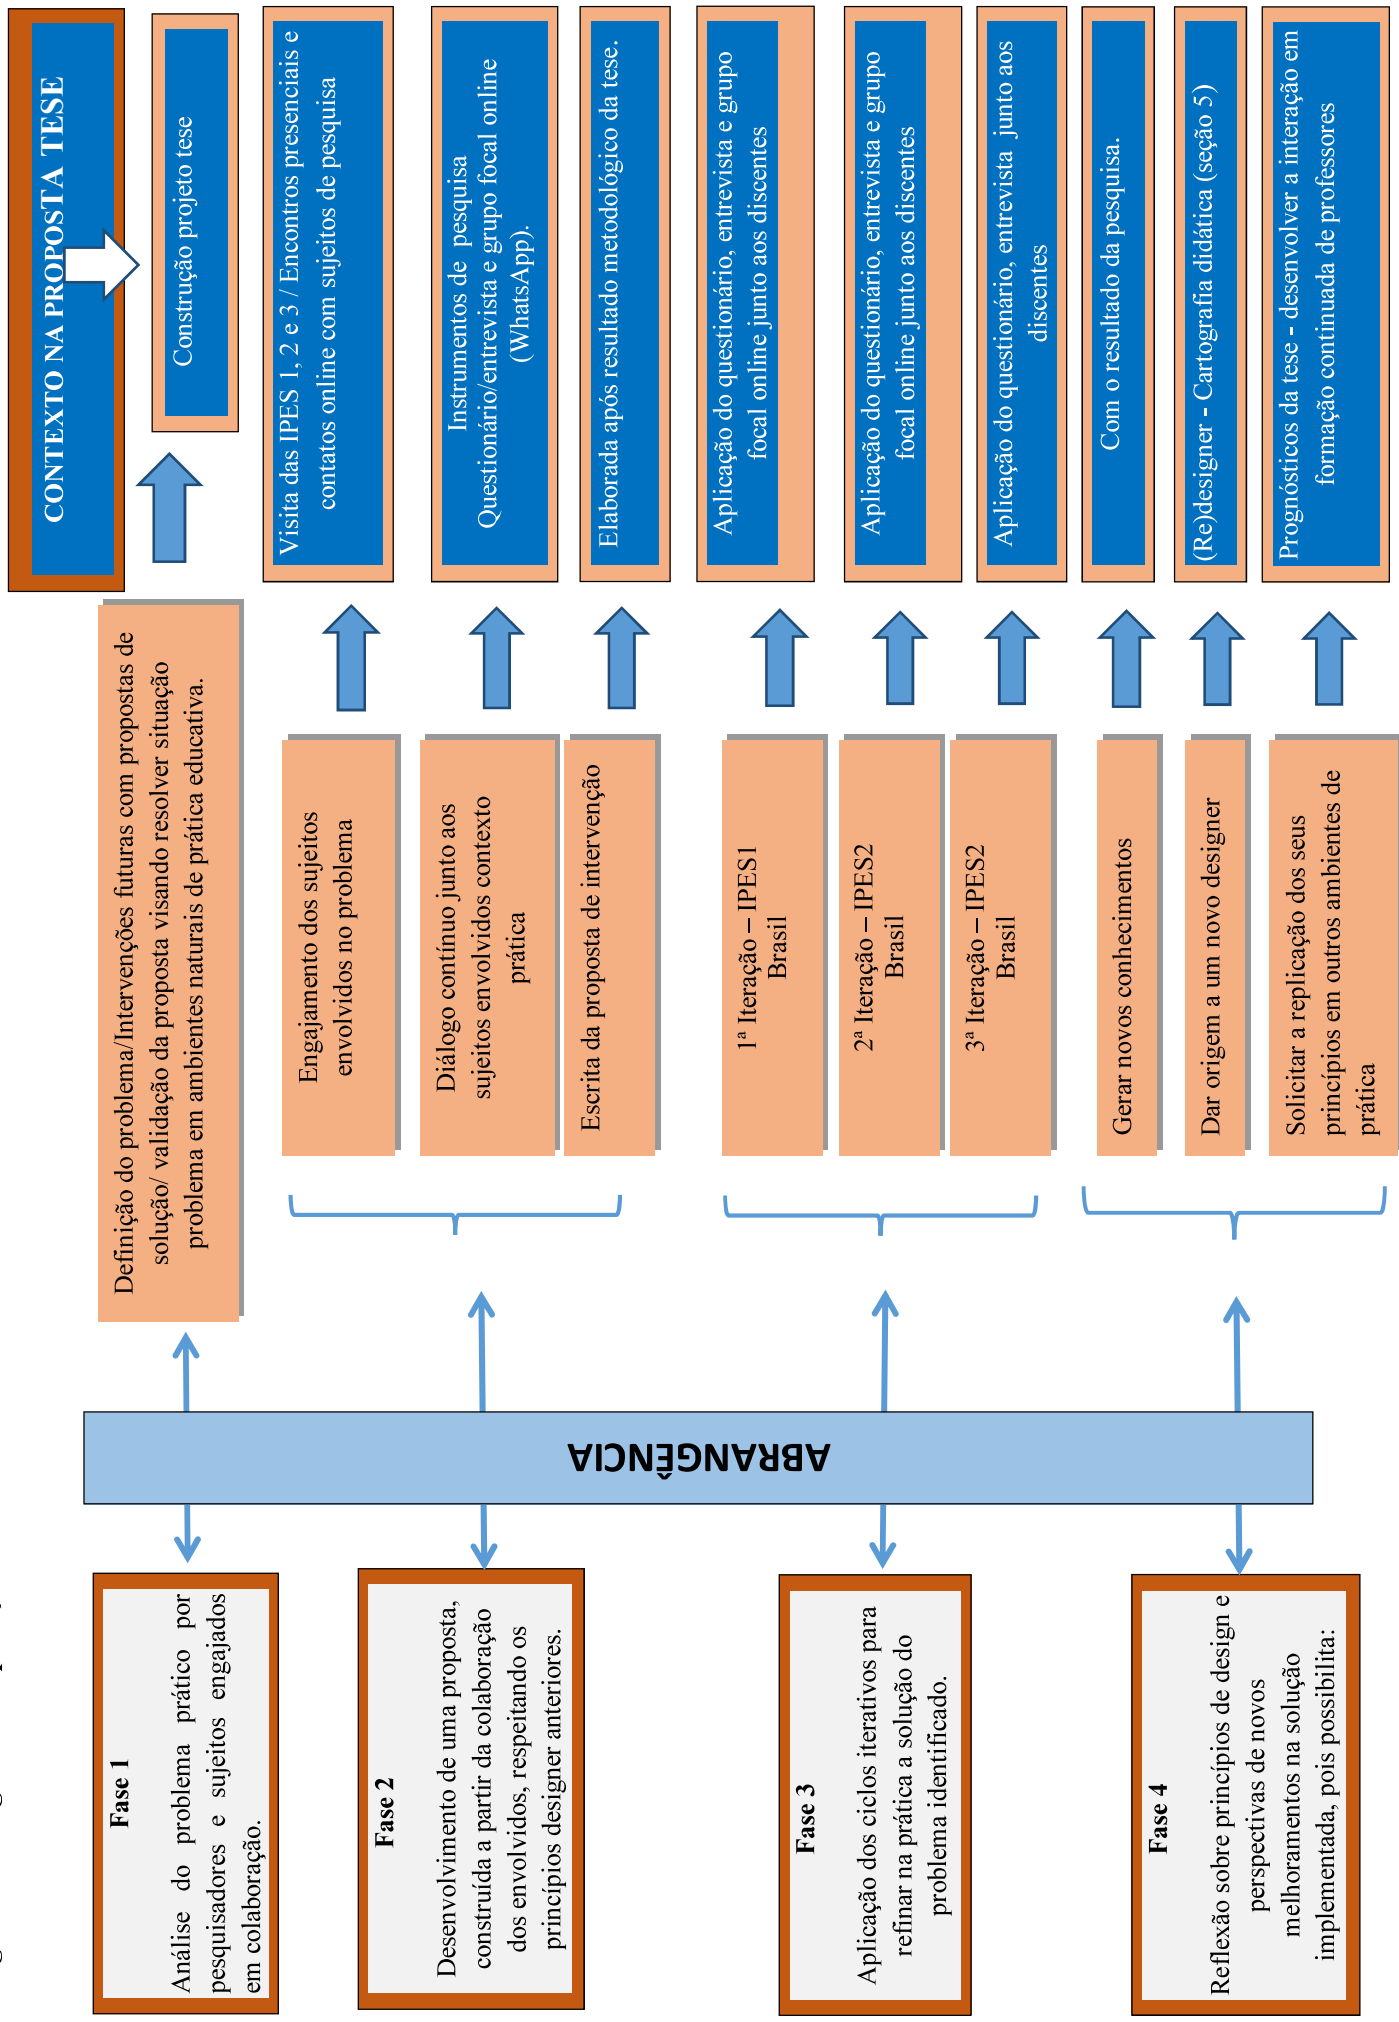 CONTEXTO NA PROPOSTA TESE
Fase 1
Análise do problema prático por
pesquisadores e sujeitos engajados
em colaboração.
Definição do problema/Intervenções futuras com propostas de
solução/ validação da proposta visando resolver situação
problema em ambientes naturais de prática educativa.
Construção projeto tese
ABRANGÊNCIA
Fase 2
Desenvolvimento de uma proposta,
construída a partir da colaboração
dos envolvidos, respeitando os
princípios designer anteriores.
Engajamento dos sujeitos
envolvidos no problema
Visita das IPES 1, 2 e 3 / Encontros presenciais e
contatos online com sujeitos de pesquisa
Diálogo contínuo junto aos
sujeitos envolvidos contexto
prática
Instrumentos de pesquisa
Questionário/entrevista e grupo focal online
(WhatsApp).
Escrita da proposta de intervenção
Elaborada após resultado metodológico da tese.
Fase 3
Aplicação dos ciclos iterativos para
refinar na prática a solução do
problema identificado.
1ª Iteração – IPES1
Brasil
Aplicação do questionário, entrevista e grupo
focal online junto aos discentes
2ª Iteração – IPES2
Brasil
Aplicação do questionário, entrevista e grupo
focal online junto aos discentes
3ª Iteração – IPES2
Brasil
Aplicação do questionário, entrevista junto aos
discentes
Fase 4
Reflexão sobre princípios de design e
perspectivas de novos
melhoramentos na solução
implementada, pois possibilita:
Gerar novos conhecimentos
Com o resultado da pesquisa.
Dar origem a um novo designer
(Re)designer - Cartografia didática (seção 5)
Solicitar a replicação dos seus
princípios em outros ambientes de
prática
Prognósticos da tese - desenvolver a interação em
formação continuada de professores